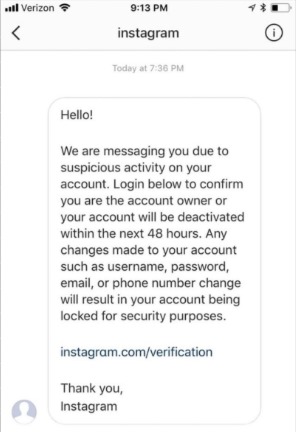 Verizon 9:13 PM
instagram
Today at 7:36 PM
Hello!
We are messaging you due to
suspicious activity on your
account. Login below to confirm
you are the account owner or
your account will be deactivated
within the next 48 hours. Any
changes made to your account
such as username, password,
email, or phone number change
will result in your account being
locked for security purposes.
instagram.com/verification
Thank you,
Instagram